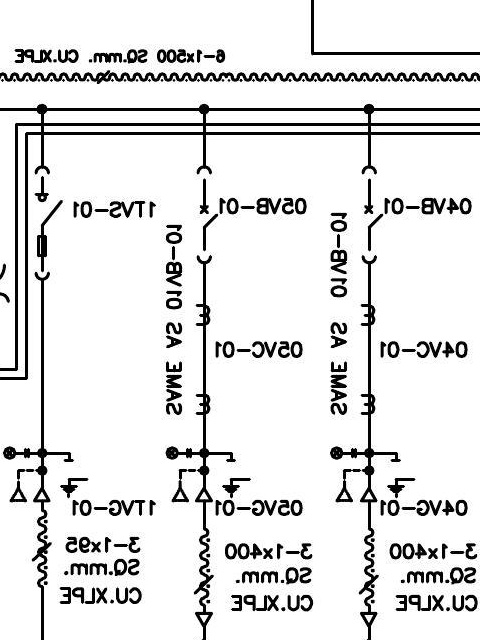 6-1x500 SQ.mm. CU.XLPE
1TVS-01
05VB-01
04VB-01
SAME AS 01VB-01
SAME AS 01VB-01
05VC-01
04VC-01
1TVG-01
05VG-01
04VG-01
3-1x95
SQ.mm.
CU.XLPE
3-1x400
SQ.mm.
CU.XLPE
3-1x400
SQ.mm.
CU.XLPE